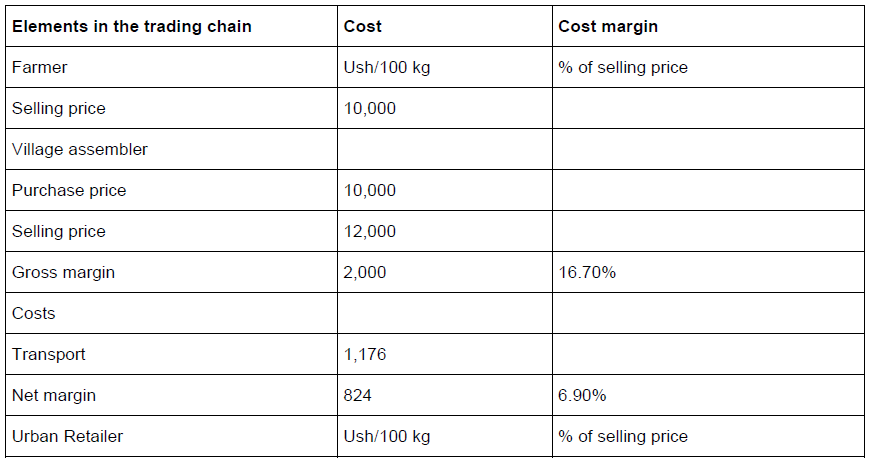 Elements in the trading chain Cost Cost margin
Farmer Ush/100 kg % of selling price
Selling price 10,000
Village assembler
Purchase price 10,000
Selling price 12,000
Gross margin 2,000 16.70%
Costs
Transport 1,176
Net margin 824 6.90%
Urban Retailer Ush/100 kg % of selling price